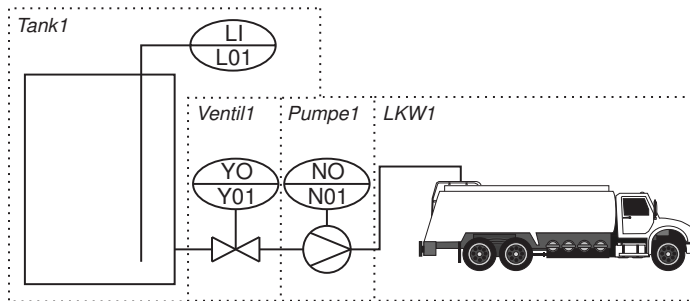 Tank1
LI
L01
Ventil1
Pumpe1
LKW1
YO
Y01
NO
N01